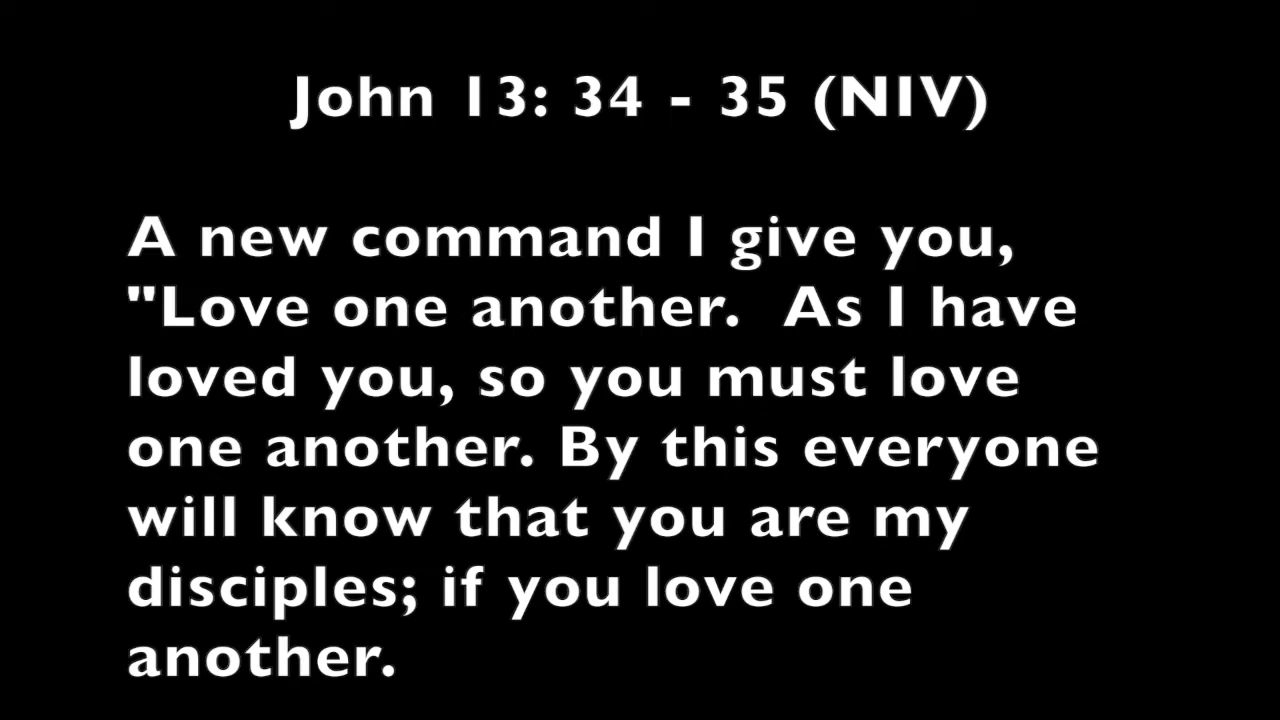 John 13: 34 - 35 (NIV)
A new command I give you,
"Love one another.  As I have
loved you, so you must love
one another. By this everyone
will know that you are my
disciples; if you love one
another.